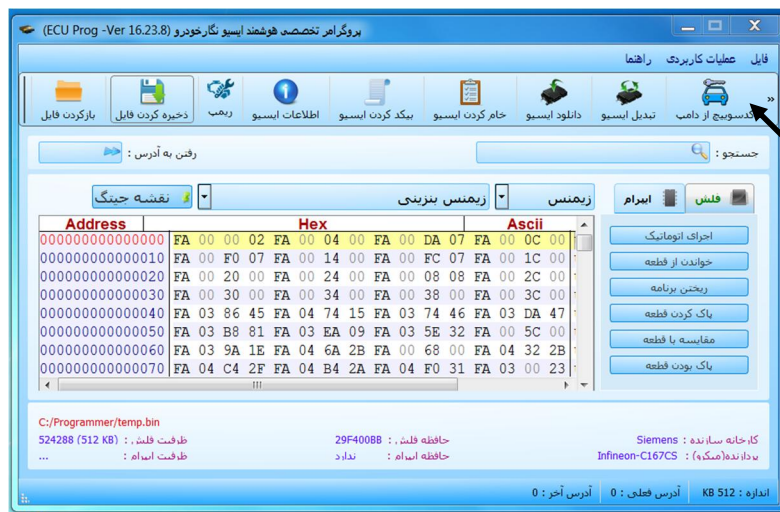 پروگرامر تخصصی هوشمند ایسیو نگارخودرو (ECU Prog -Ver 16.23.8)
فایل عملیات کاربردی راهنما
کدسوییچ از دامپ تبدیل ایسیو دانلود ایسیو خام کردن ایسیو بیکد کردن ایسیو اطلاعات ایسیو ریمپ ذخیره کردن فایل بازکردن فایل
جستجو : رفتن به آدرس :
فلش ایپرام زیمنس زیمنس بنزینی نقشه جیتگ
Address Hex Ascii
0000000000000000 FA 00 00 02 FA 00 04 00 FA 00 DA 07 FA 00 0C 00
0000000000000010 FA 00 F0 07 FA 00 14 00 FA 00 FC 07 FA 00 1C 00
0000000000000020 FA 00 20 00 FA 00 24 00 FA 00 08 08 FA 00 2C 00
0000000000000030 FA 00 30 00 FA 00 34 00 FA 00 38 00 FA 00 3C 00
0000000000000040 FA 03 86 45 FA 04 74 15 FA 03 74 46 FA 03 DA 47
0000000000000050 FA 03 B8 81 FA 03 EA 09 FA 03 5E 32 FA 00 5C 00
0000000000000060 FA 03 9A 1E FA 04 6A 2B FA 00 68 00 FA 04 32 2B
0000000000000070 FA 04 C4 2F FA 04 B4 2A FA 04 F0 31 FA 03 00 23
اجرای اتوماتیک
خواندن از قطعه
ریختن برنامه
پاک کردن قطعه
مقایسه با قطعه
پاک بودن قطعه
C:/Programmer/temp.bin
کارخانه سازنده : Siemens حافظه فلش : 29F400BB ظرفیت فلش : 524288 (512 KB)
پردازنده(میکرو) : Infineon-C167CS حافظه ایپرام : ندارد ظرفیت ایپرام : ...
اندازه : 512 KB آدرس فعلی : 0 آدرس آخر : 0